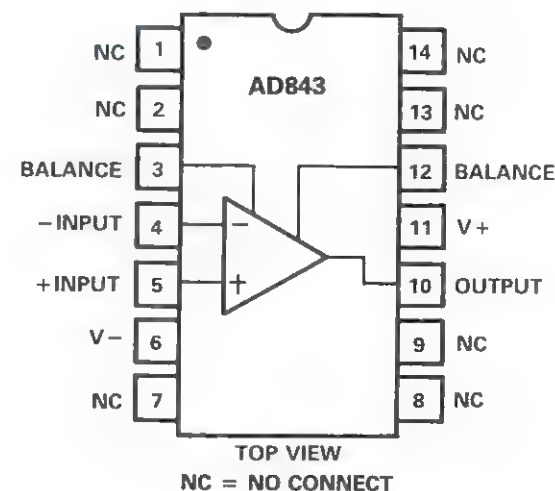 NC 1 14 NC
AD843
NC 2 13 NC
BALANCE 3 12 BALANCE
−INPUT 4 − 11 V+
+INPUT 5 + 10 OUTPUT
V− 6 9 NC
NC 7 8 NC
TOP VIEW
NC = NO CONNECT